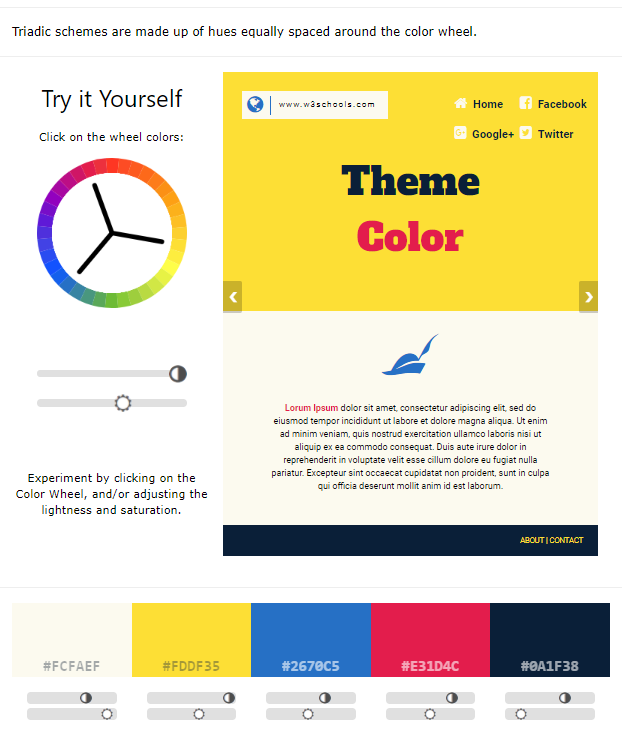 Triadic schemes are made up of hues equally spaced around the color wheel.
Try it Yourself
Click on the wheel colors:
Experiment by clicking on the
Color Wheel, and/or adjusting the
lightness and saturation.
www.w3schools.com
Home Facebook
Google+ Twitter
Theme
Color
Lorum Ipsum dolor sit amet, consectetur adipiscing elit, sed do
eiusmod tempor incididunt ut labore et dolore magna aliqua. Ut enim
ad minim veniam, quis nostrud exercitation ullamco laboris nisi ut
aliquip ex ea commodo consequat. Duis aute irure dolor in
reprehenderit in voluptate velit esse cillum dolore eu fugiat nulla
pariatur. Excepteur sint occaecat cupidatat non proident, sunt in culpa
qui officia deserunt mollit anim id est laborum.
ABOUT | CONTACT
#FCFAEF #FDDF35 #2670C5 #E31D4C #0A1F38